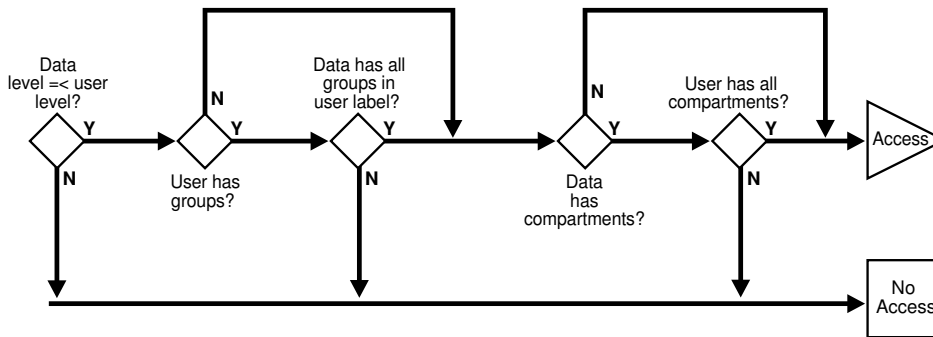 Data
level =< user
level?
Y
N
N
User has
groups?
Y
Data has all
groups in
user label?
Y
N
N
Data
has
compartments?
Y
User has all
compartments?
Y
N
Access
No
Access